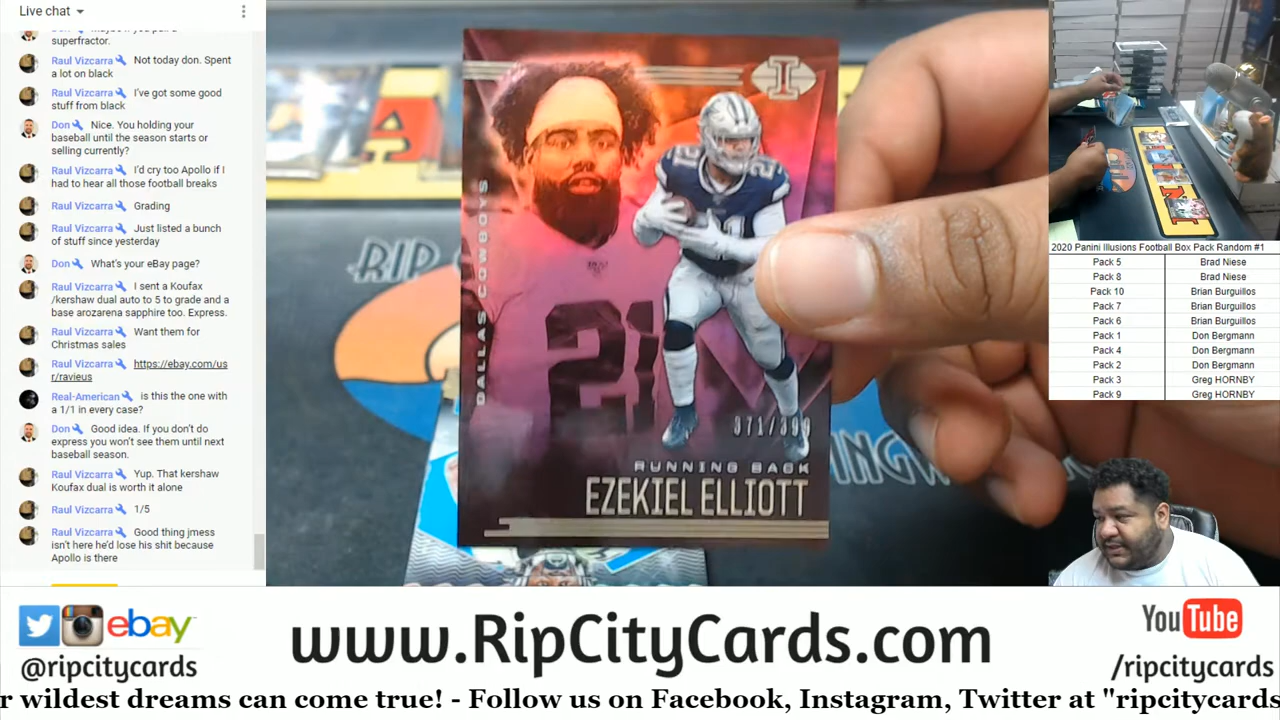 Live chat
superfractor.
Raul Vizcarra Not today don. Spent
a lot on black
Raul Vizcarra I've got some good
stuff from black
Don Nice. You holding your
baseball until the season starts or
selling currently?
Raul Vizcarra I'd cry too Apollo if I
had to hear all those football breaks
Raul Vizcarra Grading
Raul Vizcarra Just listed a bunch
of stuff since yesterday
Don What's your eBay page?
Raul Vizcarra I sent a Koufax
/kershaw dual auto to 5 to grade and a
base arozarena sapphire too. Express.
Raul Vizcarra Want them for
Christmas sales
Raul Vizcarra https://ebay.com/us
r/ravieus
Real-American is this the one with
a 1/1 in every case?
Don Good idea. If you don't do
express you won't see them until next
baseball season.
Raul Vizcarra Yup. That kershaw
Koufax dual is worth it alone
Raul Vizcarra 1/5
Raul Vizcarra Good thing jmess
isn't here he'd lose his shit because
Apollo is there
RIP
I
DALLAS COWBOYS
21
371/399
RUNNING BACK
EZEKIEL ELLIOTT
2020 Panini Illusions Football Box Pack Random #1
Pack 5 Brad Niese
Pack 8 Brad Niese
Pack 10 Brian Burguillos
Pack 7 Brian Burguillos
Pack 6 Brian Burguillos
Pack 1 Don Bergmann
Pack 4 Don Bergmann
Pack 2 Don Bergmann
Pack 3 Greg HORNBY
Pack 9 Greg HORNBY
ebay
@ripcitycards
www.RipCityCards.com
YouTube
/ripcitycards
r wildest dreams can come true! - Follow us on Facebook, Instagram, Twitter at "ripcitycards